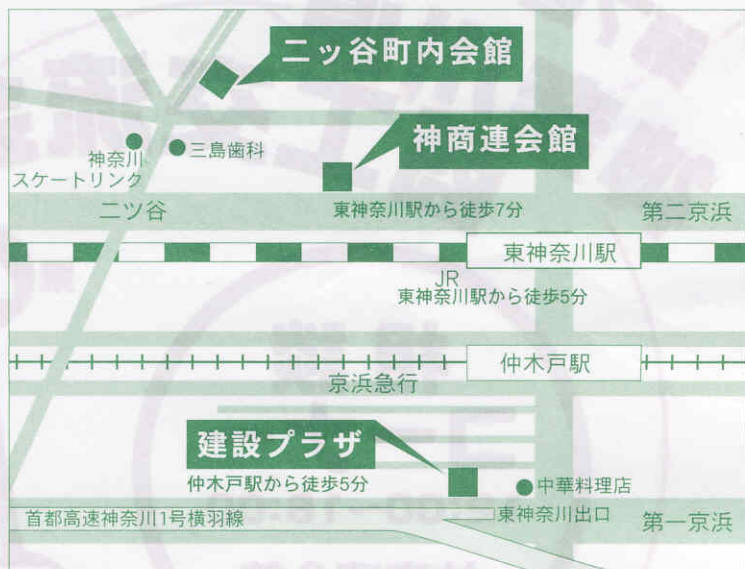 二ッ谷町内会館
神商連会館
神奈川
スケートリンク
三島歯科
二ツ谷
東神奈川駅から徒歩7分
第二京浜
東神奈川駅
JR
東神奈川駅から徒歩5分
仲木戸駅
京浜急行
建設プラザ
仲木戸駅から徒歩5分
中華料理店
首都高速神奈川1号横羽線
東神奈川出口
第一京浜